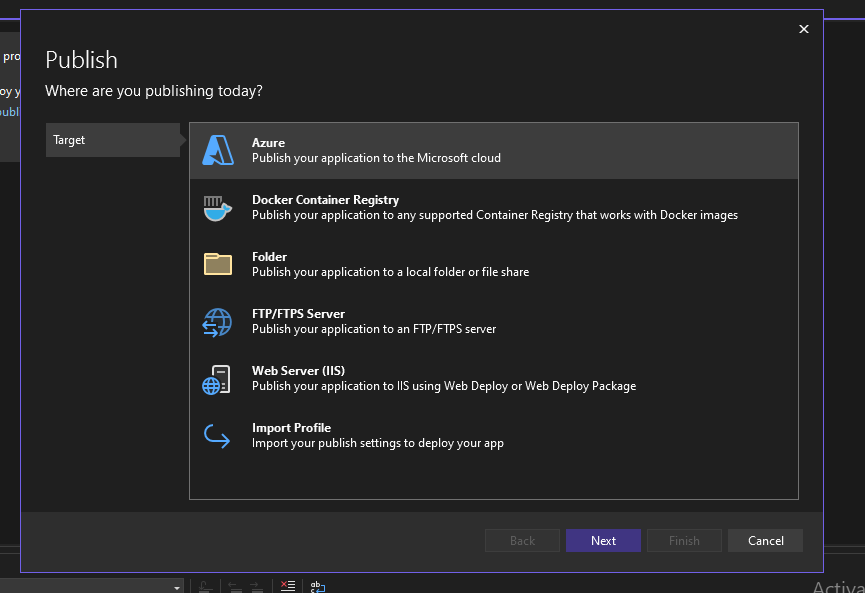 Publish
Where are you publishing today?
pro
oy y
publ
Target
Azure
Publish your application to the Microsoft cloud
Docker Container Registry
Publish your application to any supported Container Registry that works with Docker images
Folder
Publish your application to a local folder or file share
FTP/FTPS Server
Publish your application to an FTP/FTPS server
Web Server (IIS)
Publish your application to IIS using Web Deploy or Web Deploy Package
Import Profile
Import your publish settings to deploy your app
Back
Next
Finish
Cancel
ab
Activa